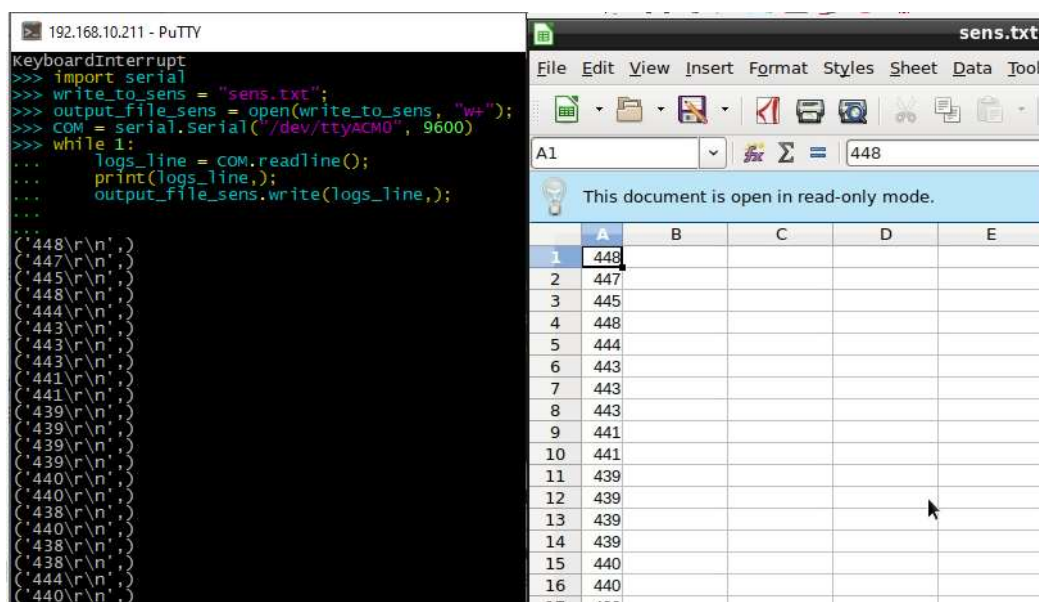 192.168.10.211 - PuTTY
KeyboardInterrupt
>>> import serial
>>> write_to_sens = "sens.txt";
>>> output_file_sens = open(write_to_sens, "w+");
>>> COM = serial.Serial("/dev/ttyACM0", 9600)
>>> while 1:
...     logs_line = COM.readline();
...     print(logs_line,);
...     output_file_sens.write(logs_line,);
...
...
('448\r\n',)
('447\r\n',)
('445\r\n',)
('448\r\n',)
('444\r\n',)
('443\r\n',)
('443\r\n',)
('443\r\n',)
('441\r\n',)
('441\r\n',)
('439\r\n',)
('439\r\n',)
('439\r\n',)
('439\r\n',)
('440\r\n',)
('440\r\n',)
('438\r\n',)
('440\r\n',)
('438\r\n',)
('438\r\n',)
('444\r\n',)
('440\r\n',)
sens.txt
File Edit View Insert Format Styles Sheet Data Tool
A1 448
This document is open in read-only mode.
A B C D E
1 448
2 447
3 445
4 448
5 444
6 443
7 443
8 443
9 441
10 441
11 439
12 439
13 439
14 439
15 440
16 440